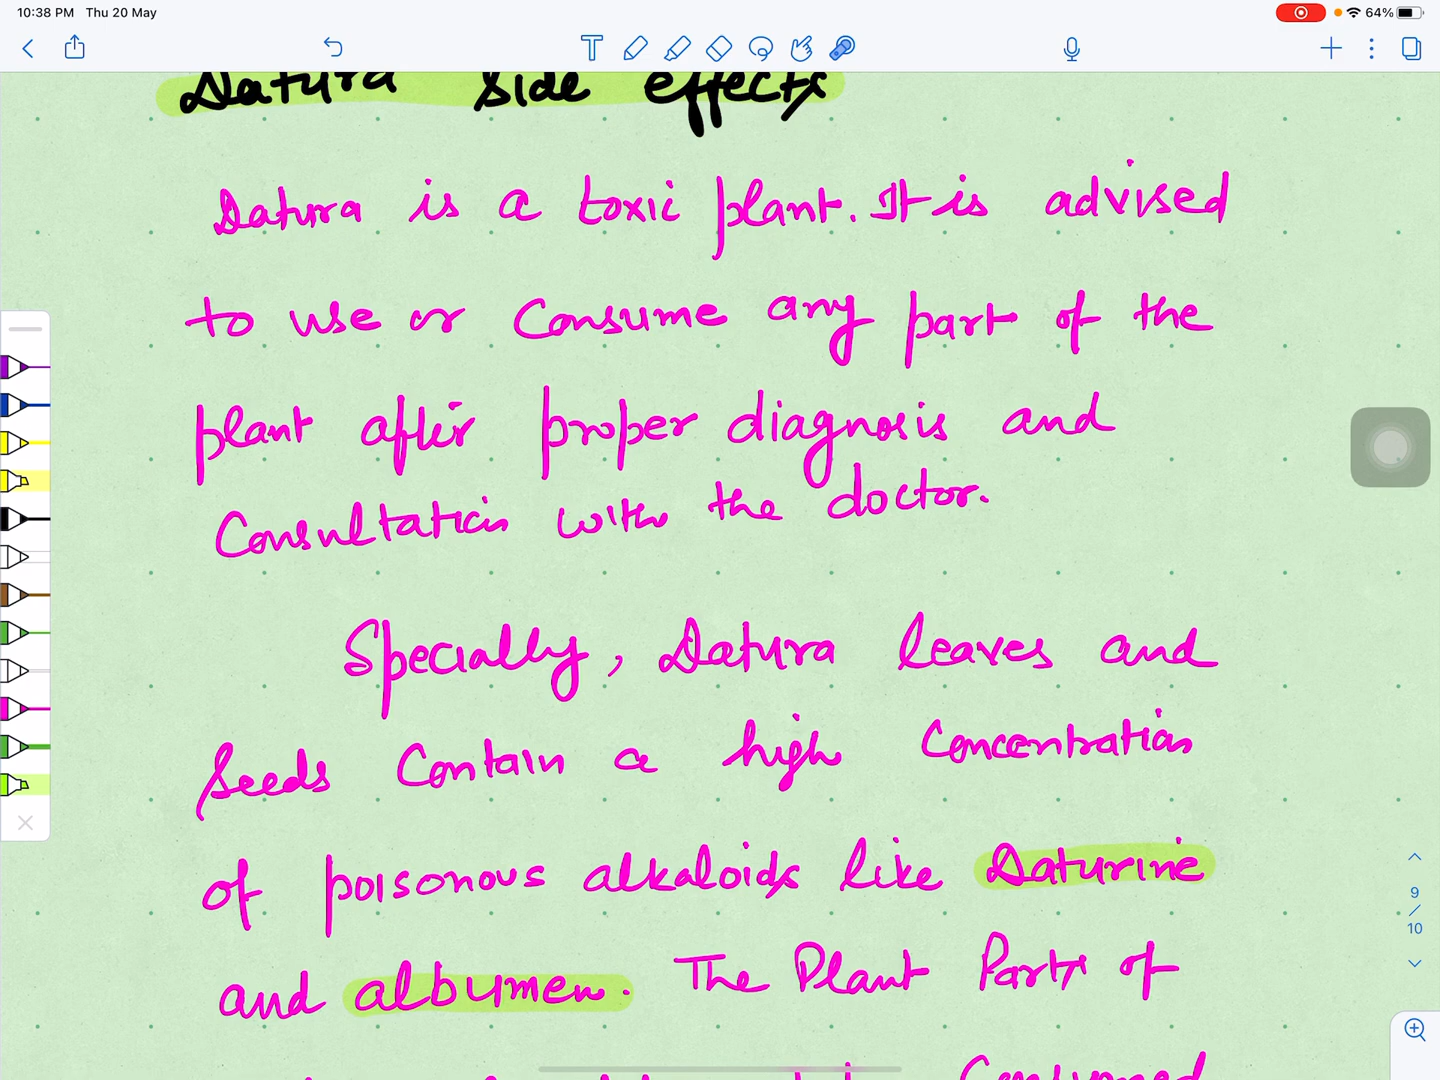 10:38 PM Thu 20 May
64%
Datura side effects
Datura is a toxic plant. It is advised
to use or Consume any part of the
plant after proper diagnosis and
Consultation with the doctor.
Specially, Datura leaves and
Seeds Contain a high Concentration
of poisonous alkaloids like Daturine
and albumen. The Plant Parts of
Consumed
9
/
10